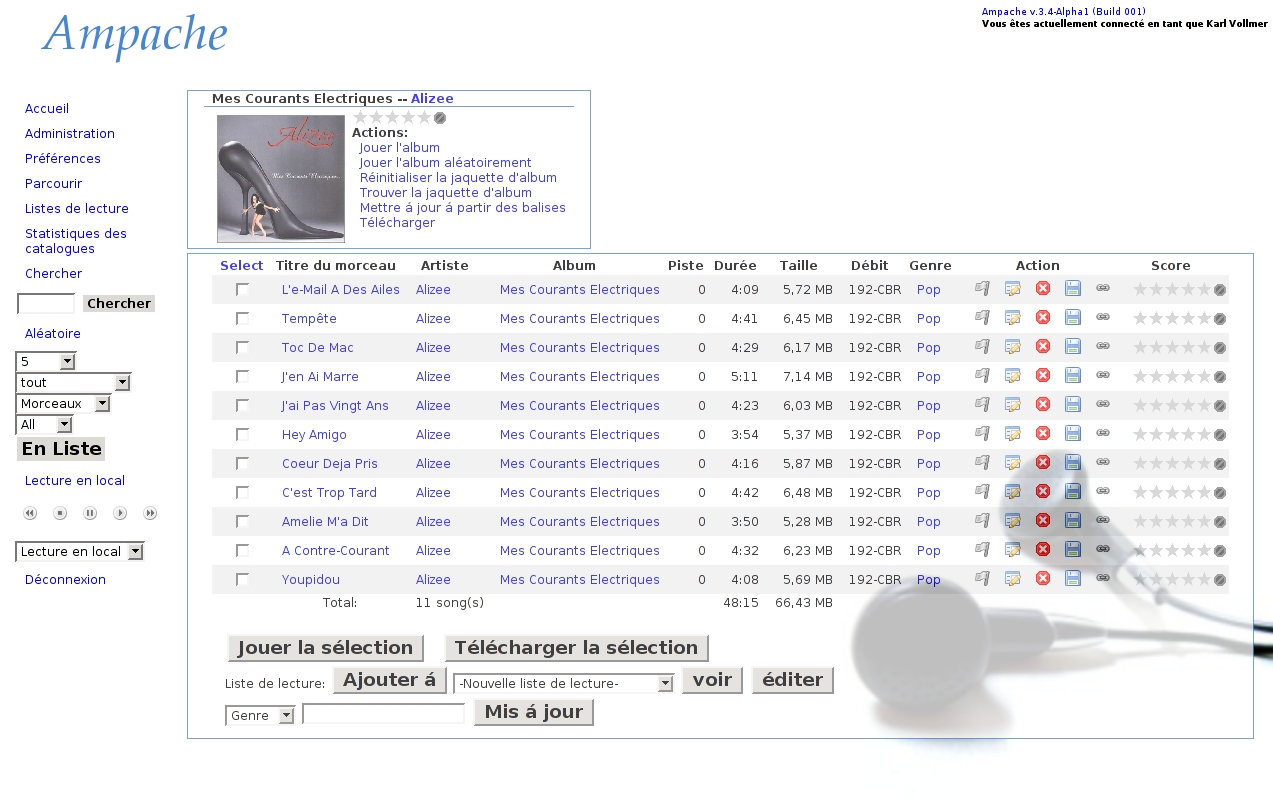 Ampache
Ampache v.3.4-Alpha1 (Build 001)
Vous êtes actuellement connecté en tant que Karl Vollmer
Accueil
Administration
Préférences
Parcourir
Listes de lecture
Statistiques des
catalogues
Chercher
Chercher
Aléatoire
5
tout
Morceaux
All
En Liste
Lecture en local
Lecture en local
Déconnexion
Mes Courants Electriques -- Alizee
Alizée
Mes Courants Electriques...
Actions:
Jouer l'album
Jouer l'album aléatoirement
Réinitialiser la jaquette d'album
Trouver la jaquette d'album
Mettre á jour á partir des balises
Télécharger
Select Titre du morceau Artiste Album Piste Durée Taille Débit Genre Action Score
L'e-Mail A Des Ailes Alizee Mes Courants Electriques 0 4:09 5,72 MB 192-CBR Pop
Tempête Alizee Mes Courants Electriques 0 4:41 6,45 MB 192-CBR Pop
Toc De Mac Alizee Mes Courants Electriques 0 4:29 6,17 MB 192-CBR Pop
J'en Ai Marre Alizee Mes Courants Electriques 0 5:11 7,14 MB 192-CBR Pop
J'ai Pas Vingt Ans Alizee Mes Courants Electriques 0 4:23 6,03 MB 192-CBR Pop
Hey Amigo Alizee Mes Courants Electriques 0 3:54 5,37 MB 192-CBR Pop
Coeur Deja Pris Alizee Mes Courants Electriques 0 4:16 5,87 MB 192-CBR Pop
C'est Trop Tard Alizee Mes Courants Electriques 0 4:42 6,48 MB 192-CBR Pop
Amelie M'a Dit Alizee Mes Courants Electriques 0 3:50 5,28 MB 192-CBR Pop
A Contre-Courant Alizee Mes Courants Electriques 0 4:32 6,23 MB 192-CBR Pop
Youpidou Alizee Mes Courants Electriques 0 4:08 5,69 MB 192-CBR Pop
Total: 11 song(s) 48:15 66,43 MB
Jouer la sélection Télécharger la sélection
Liste de lecture: Ajouter á -Nouvelle liste de lecture- voir éditer
Genre Mis á jour